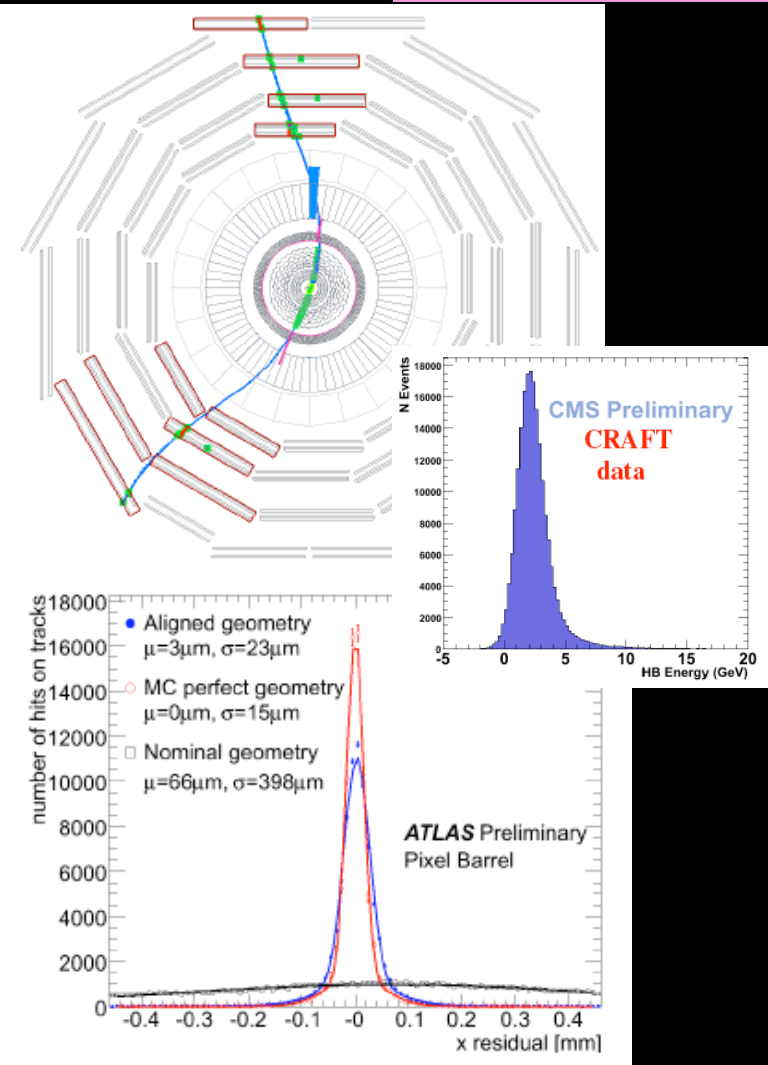 N Events
18000
16000
14000
12000
10000
8000
6000
4000
2000
0
CMS Preliminary
CRAFT
data
-5 0 5 10 15 20
HB Energy (GeV)
number of hits on tracks
18000
16000
14000
12000
10000
8000
6000
4000
2000
0
Aligned geometry
μ=3μm, σ=23μm
MC perfect geometry
μ=0μm, σ=15μm
Nominal geometry
μ=66μm, σ=398μm
ATLAS Preliminary
Pixel Barrel
-0.4 -0.3 -0.2 -0.1 -0 0.1 0.2 0.3 0.4
x residual [mm]